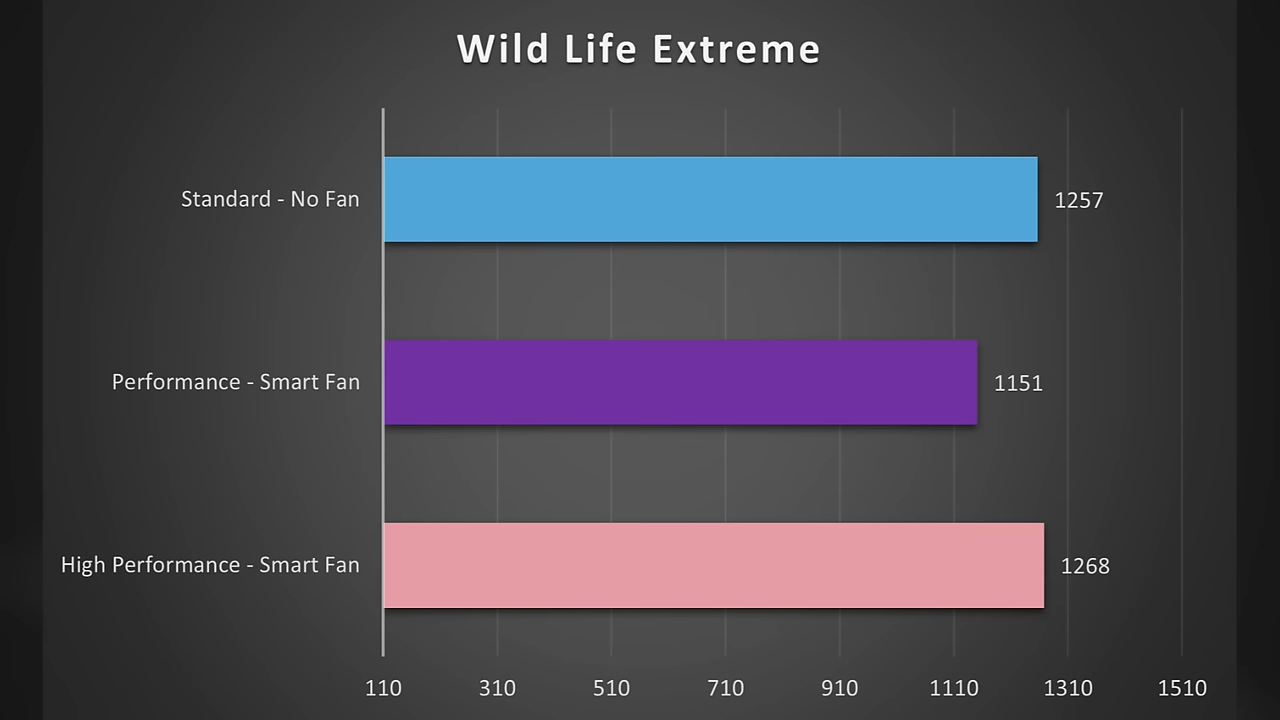 Wild Life Extreme
Standard - No Fan
1257
Performance - Smart Fan
1151
High Performance - Smart Fan
1268
110 310 510 710 910 1110 1310 1510